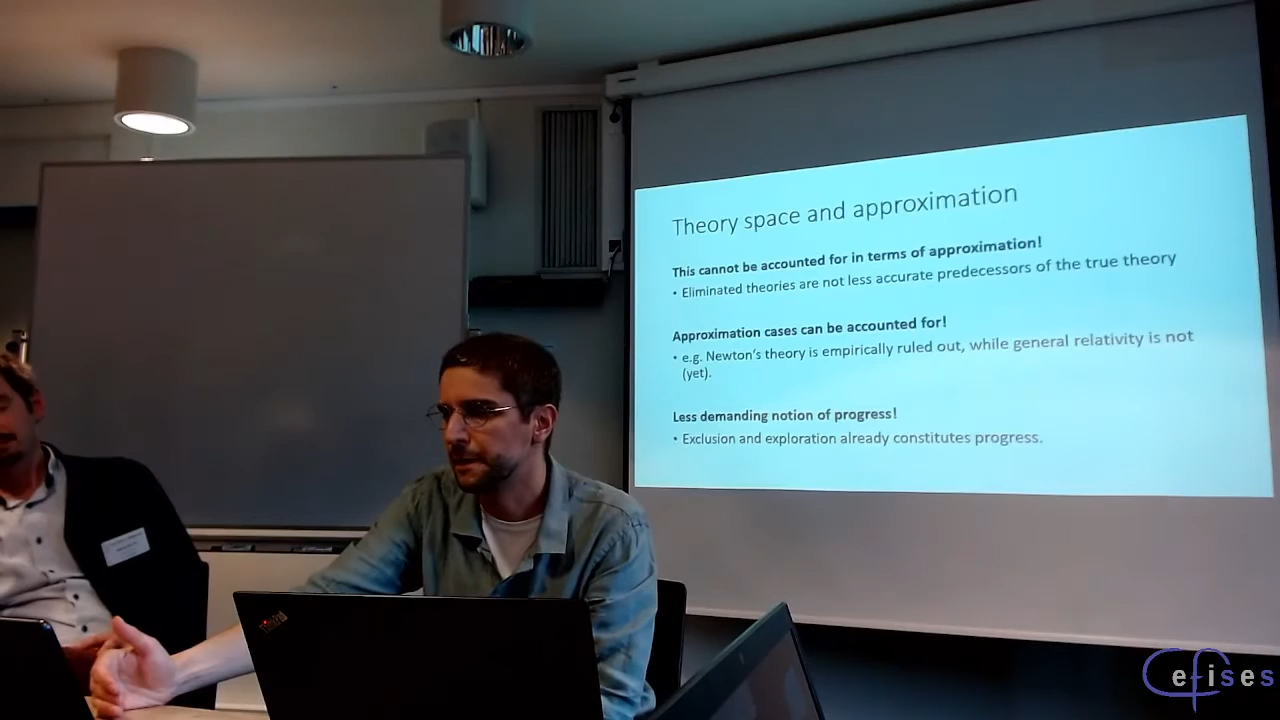 Theory space and approximation
This cannot be accounted for in terms of approximation!
• Eliminated theories are not less accurate predecessors of the true theory
Approximation cases can be accounted for!
• e.g. Newton's theory is empirically ruled out, while general relativity is not
(yet).
Less demanding notion of progress!
• Exclusion and exploration already constitutes progress.
ThinkPad
Cefises